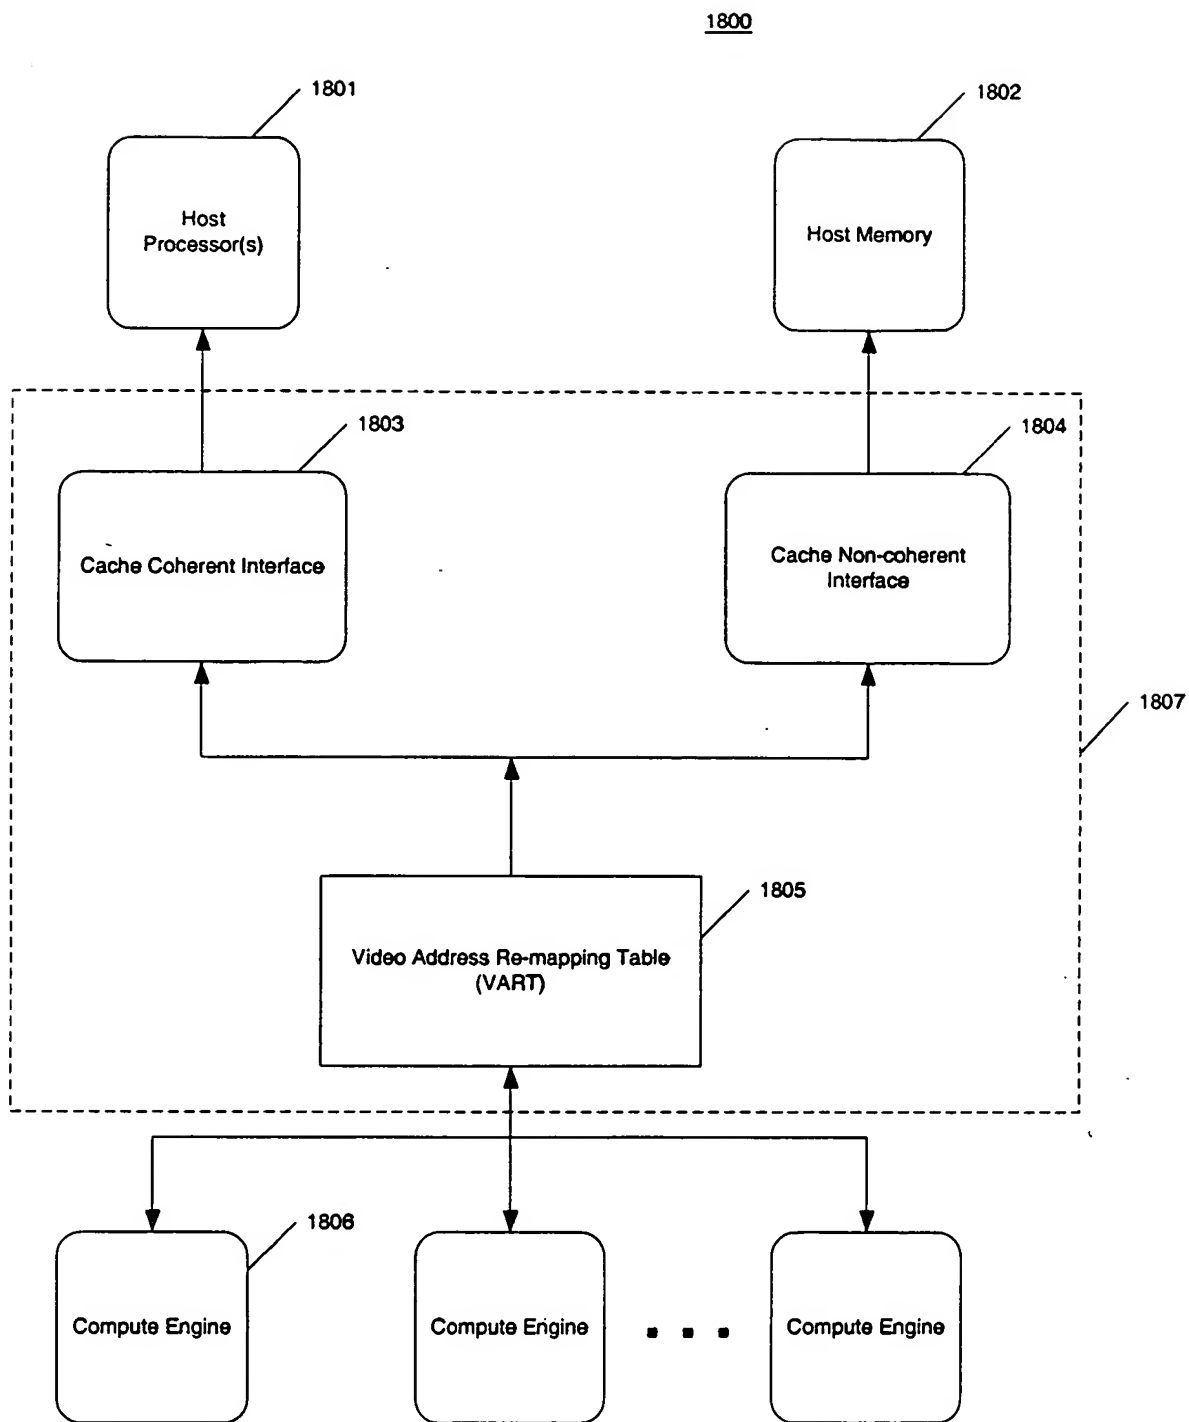 1800
1801
1802
Host
Processor(s)
Host Memory
1803
1804
Cache Coherent Interface
Cache Non-coherent
Interface
1807
1805
Video Address Re-mapping Table
(VART)
1806
Compute Engine
Compute Engine
Compute Engine